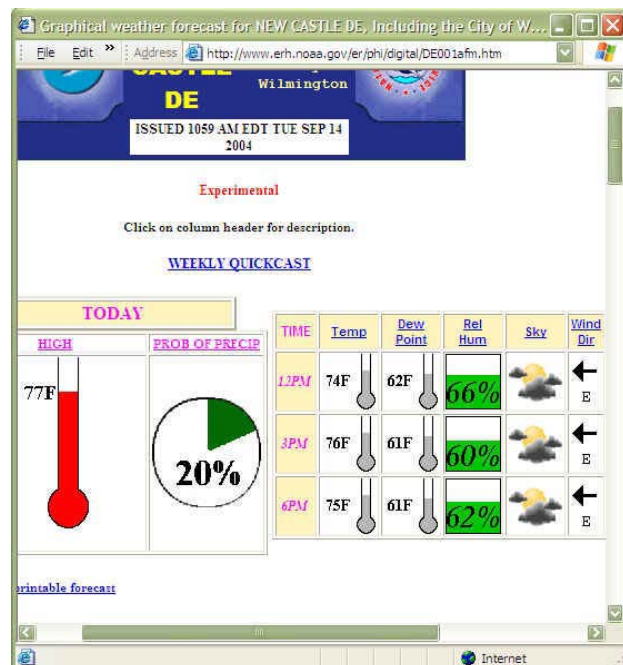 Graphical weather forecast for NEW CASTLE DE, Including the City of W...
File Edit » Address http://www.erh.noaa.gov/er/phi/digital/DE001afm.htm
DE
Wilmington
ISSUED 1059 AM EDT TUE SEP 14
2004
Experimental
Click on column header for description.
WEEKLY QUICKCAST
TODAY
HIGH PROB OF PRECIP
77F
20%
TIME Temp Dew Point Rel Hum Sky Wind Dir
12PM 74F 62F 66% E
3PM 76F 61F 60% E
6PM 75F 61F 62% E
printable forecast
Internet